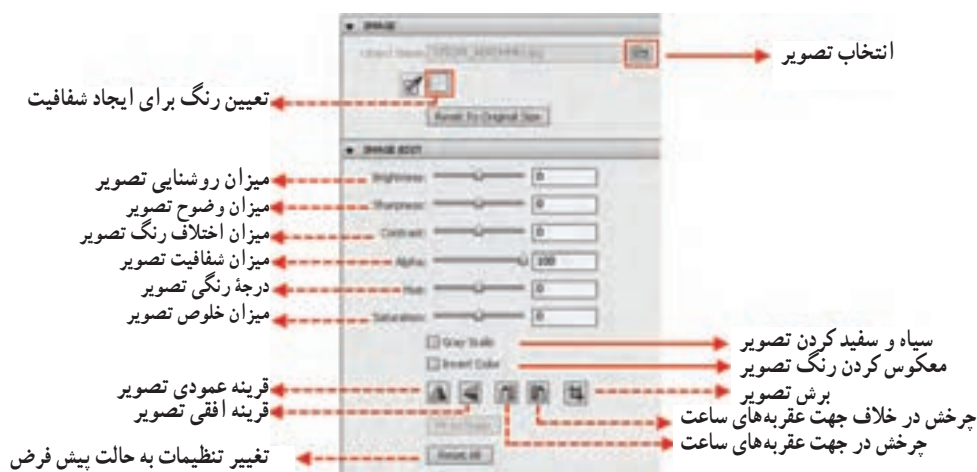 IMAGE
Object Name
انتخاب تصویر
تعیین رنگ برای ایجاد شفافیت
Reset To Original Size
IMAGE EDIT
میزان روشنایی تصویر
Brightness: 0
میزان وضوح تصویر
Sharpness: 0
میزان اختلاف رنگ تصویر
Contrast: 0
میزان شفافیت تصویر
Alpha: 100
درجهٔ رنگی تصویر
Hue: 0
میزان خلوص تصویر
Saturation: 0
Gray Scale
سیاه و سفید کردن تصویر
Invert Color
معکوس کردن رنگ تصویر
قرینه عمودی تصویر
برش تصویر
قرینه افقی تصویر
چرخش در خلاف جهت عقربه‌های ساعت
چرخش در جهت عقربه‌های ساعت
Reset All
تغییر تنظیمات به حالت پیش فرض